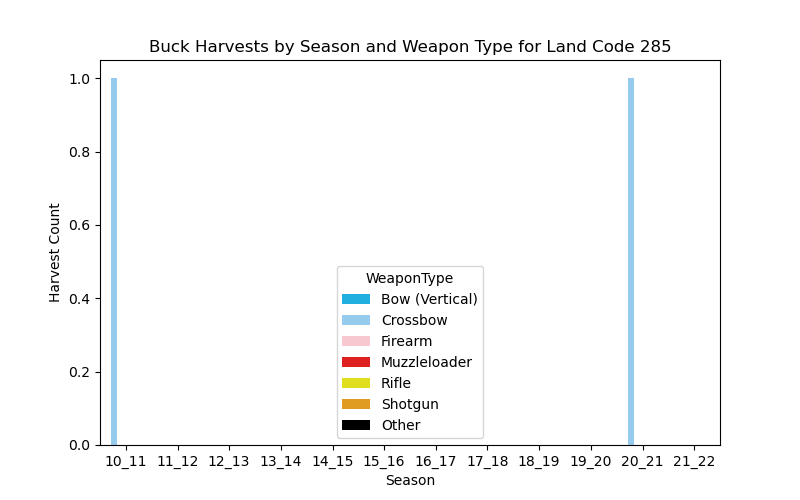 Buck Harvests by Season and Weapon Type for Land Code 285
Harvest Count
1.0
0.8
0.6
0.4
0.2
0.0
WeaponType
Bow (Vertical)
Crossbow
Firearm
Muzzleloader
Rifle
Shotgun
Other
10_11 11_12 12_13 13_14 14_15 15_16 16_17 17_18 18_19 19_20 20_21 21_22
Season